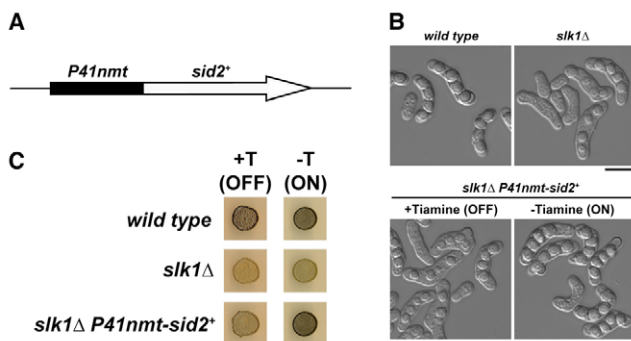 A
P41nmt sid2⁺
B
wild type slk1Δ
slk1Δ P41nmt-sid2⁺
+Tiamine (OFF) -Tiamine (ON)
C
+T -T
(OFF) (ON)
wild type
slk1Δ
slk1Δ P41nmt-sid2⁺